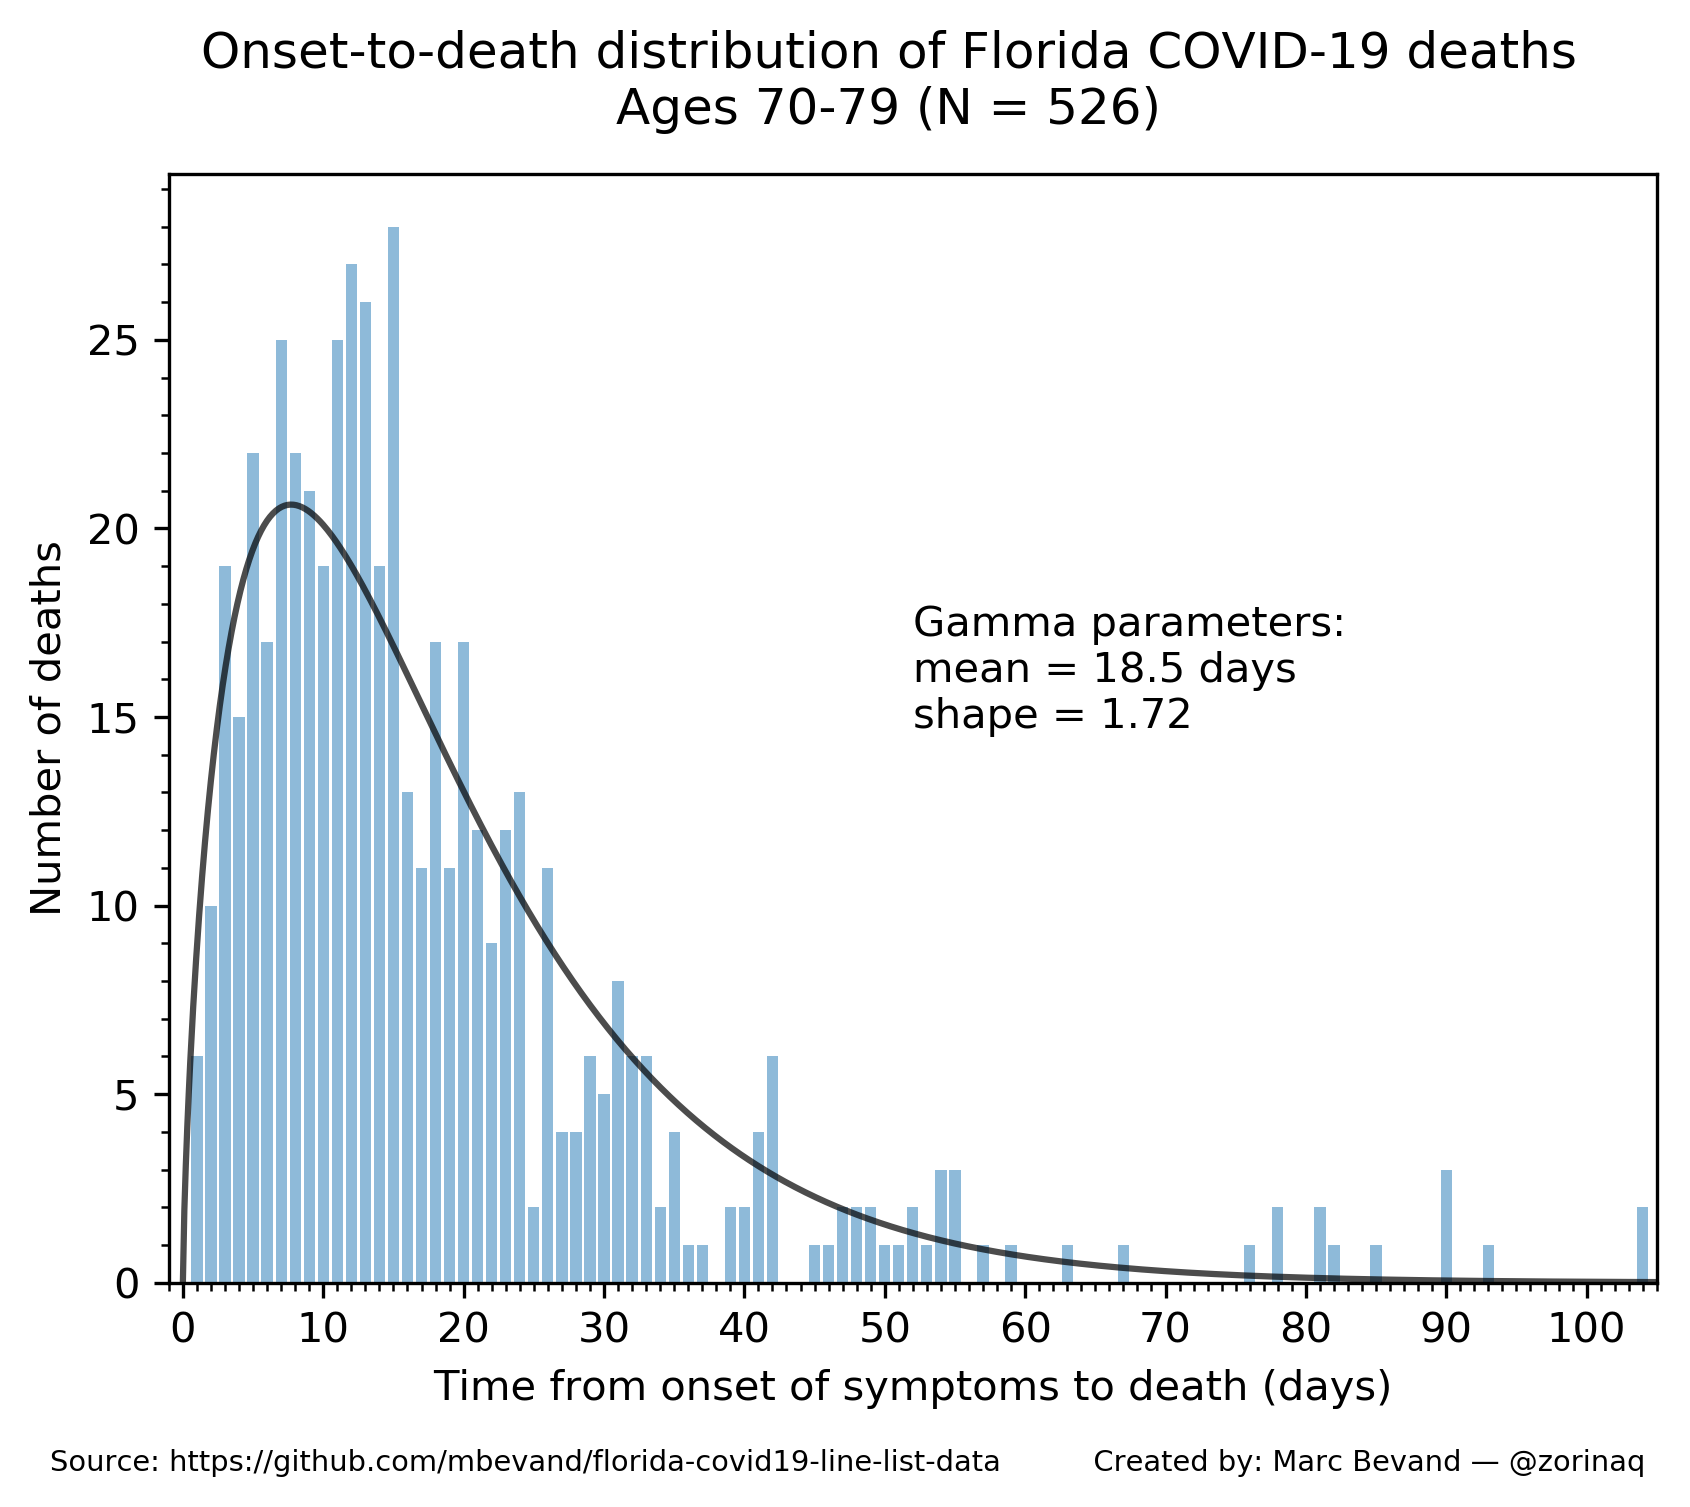 Onset-to-death distribution of Florida COVID-19 deaths
Ages 70-79 (N = 526)
Number of deaths
25
20
15
10
5
0
Gamma parameters:
mean = 18.5 days
shape = 1.72
0 10 20 30 40 50 60 70 80 90 100
Time from onset of symptoms to death (days)
Source: https://github.com/mbevand/florida-covid19-line-list-data Created by: Marc Bevand — @zorinaq